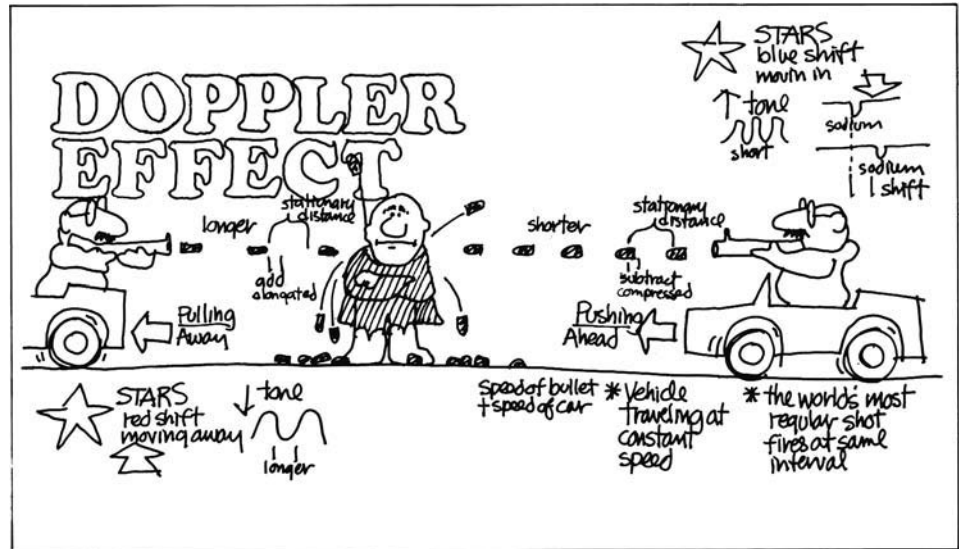 DOPPLER
EFFECT
STARS
blue shift
movin in
↑ tone
short
sodium
sodium
shift
longer
stationary
distance
add
elongated
shorter
stationary
distance
subtract
compressed
Pulling
Away
Pushing
Ahead
STARS
red shift
moving away
↓ tone
longer
speed of bullet
+ speed of car
* Vehicle
traveling at
constant
speed
* the world's most
regular shot
fires at same
interval